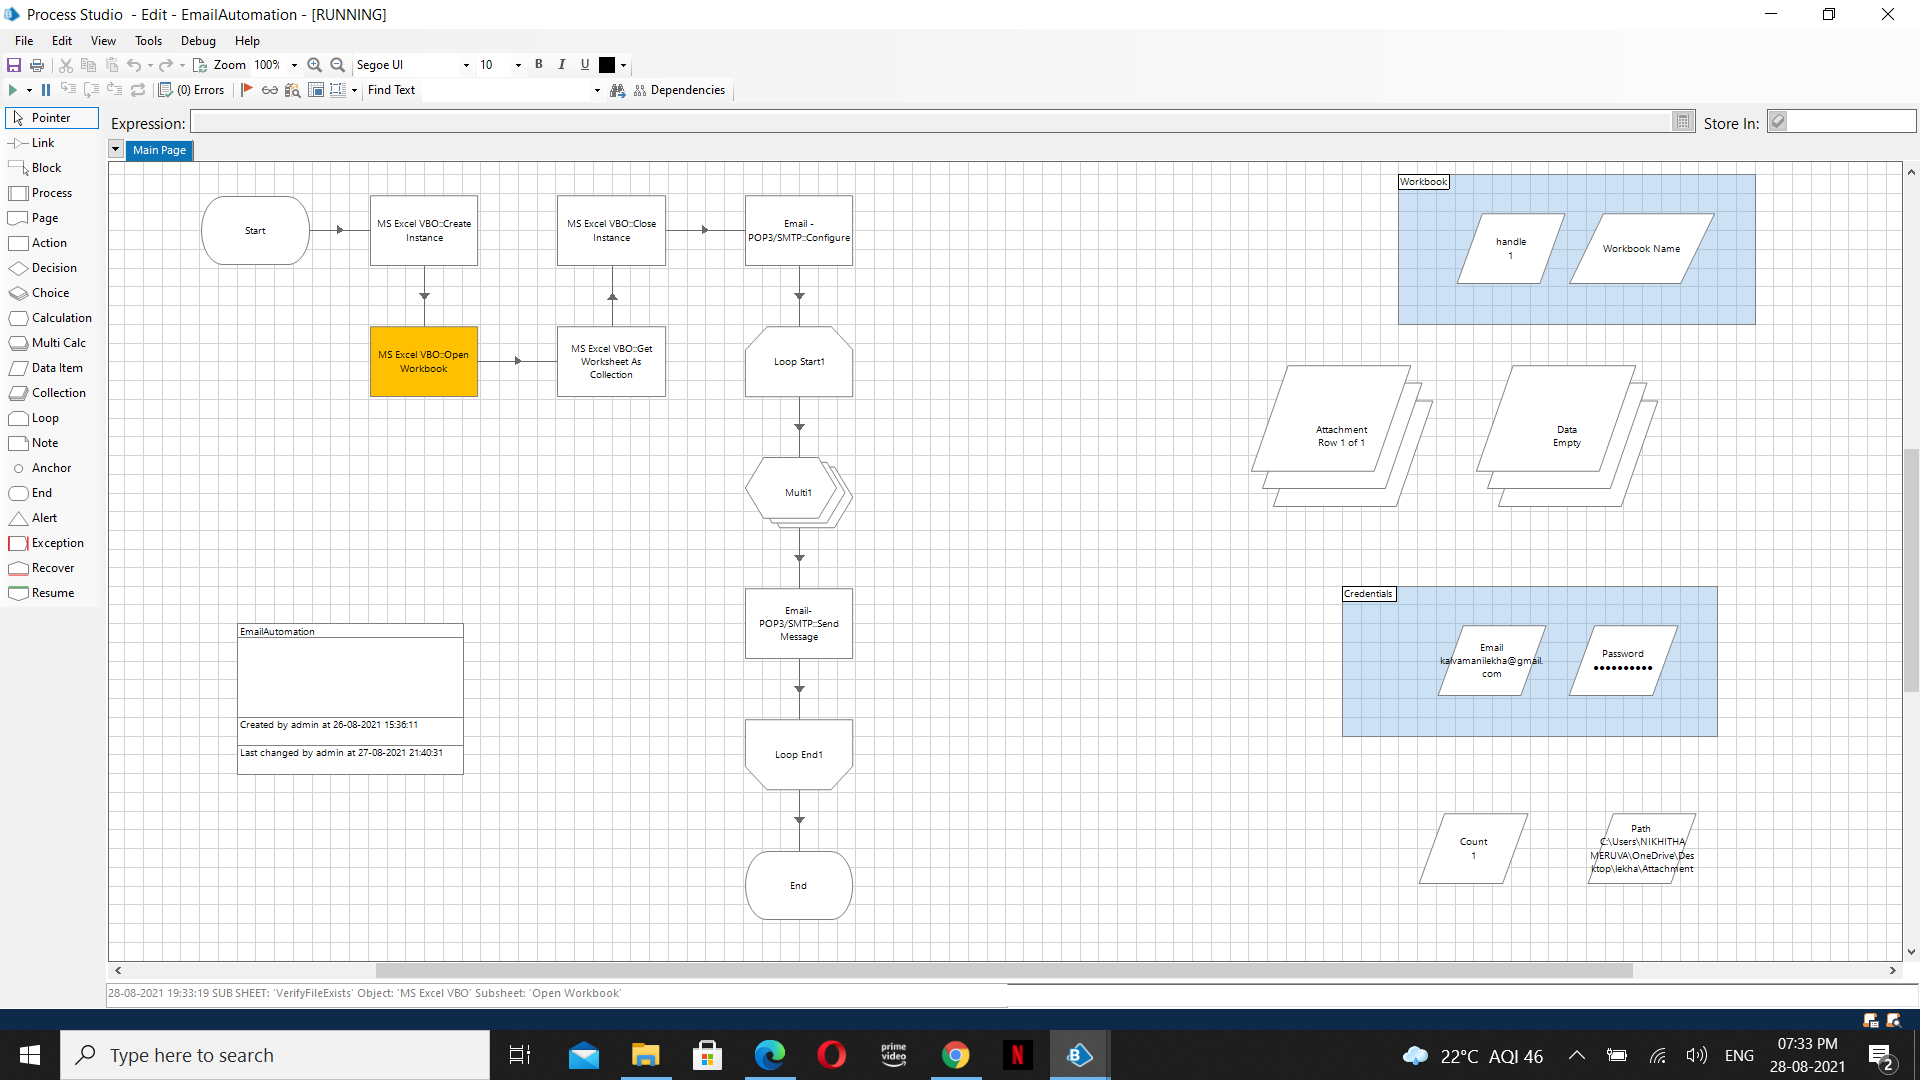 Process Studio  - Edit - EmailAutomation - [RUNNING]
File Edit View Tools Debug Help
Zoom 100% Segoe UI 10 B I U
(0) Errors Find Text Dependencies
Pointer
Link
Block
Process
Page
Action
Decision
Choice
Calculation
Multi Calc
Data Item
Collection
Loop
Note
Anchor
End
Alert
Exception
Recover
Resume
Expression:
Store In:
Main Page
Start
MS Excel VBO::Create
Instance
MS Excel VBO::Close
Instance
Email -
POP3/SMTP::Configure
MS Excel VBO::Open
Workbook
MS Excel VBO::Get
Worksheet As
Collection
Loop Start1
Multi1
Email-
POP3/SMTP::Send
Message
Loop End1
End
EmailAutomation
Created by admin at 26-08-2021 15:36:11
Last changed by admin at 27-08-2021 21:40:31
Workbook
handle
1
Workbook Name
Attachment
Row 1 of 1
Data
Empty
Credentials
Email
kalvamanilekha@gmail.
com
Password
••••••••••
Count
1
Path
C:\Users\NIKHITHA
MERUVA\OneDrive\Des
ktop\lekha\Attachment
28-08-2021 19:33:19 SUB SHEET: 'VerifyFileExists' Object: 'MS Excel VBO' Subsheet: 'Open Workbook'
Type here to search
prime
video
N
B
22°C AQI 46
ENG
07:33 PM
28-08-2021
2